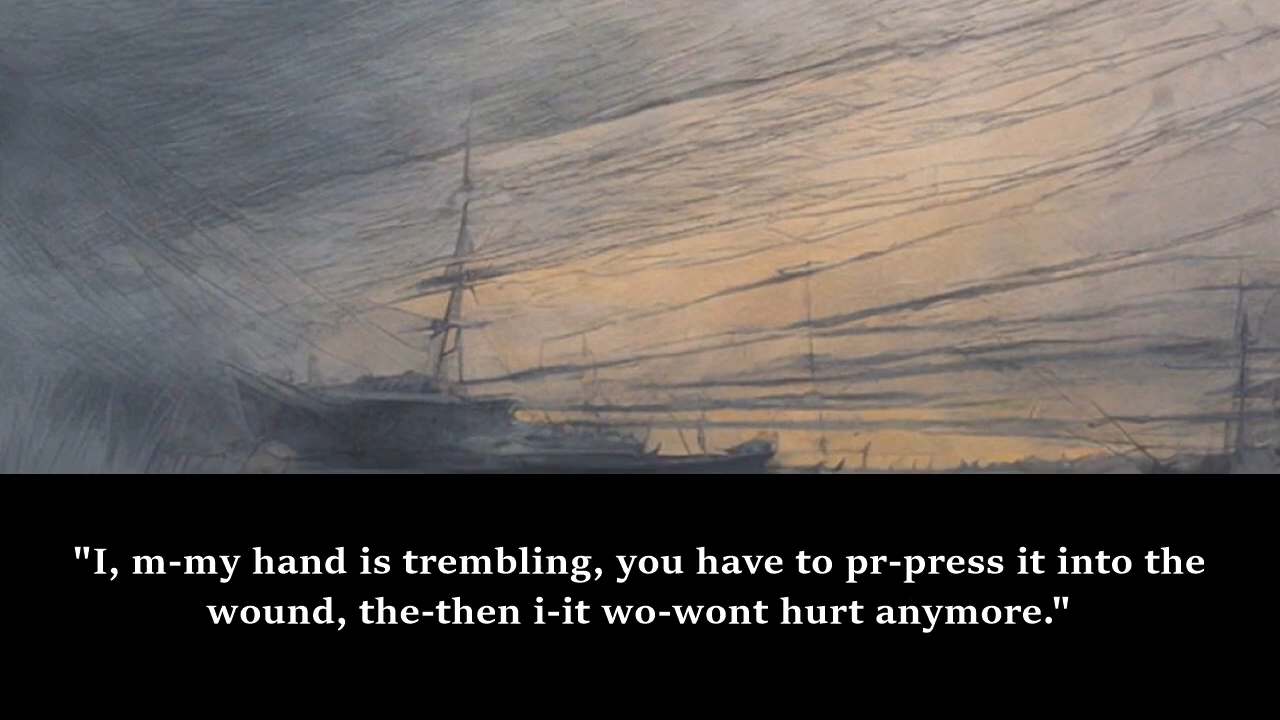 "I, m-my hand is trembling, you have to pr-press it into the
wound, the-then i-it wo-wont hurt anymore."